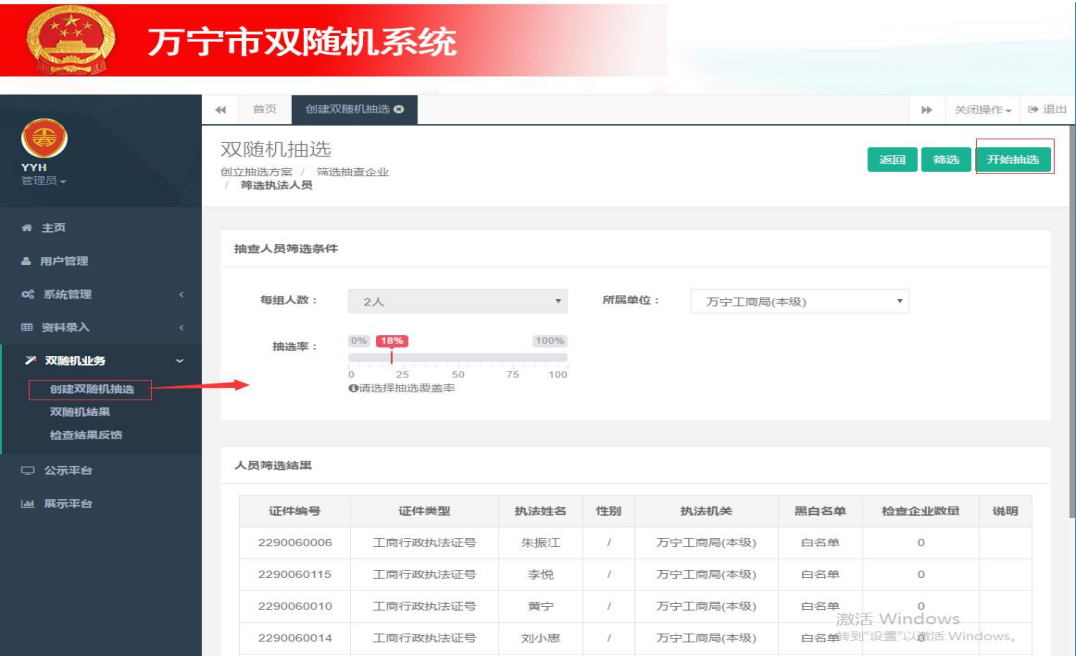 万宁市双随机系统
首页 创建双随机抽选 关闭操作 退出
YYH
管理员
主页
用户管理
系统管理
资料录入
双随机业务
创建双随机抽选
双随机结果
检查结果反馈
公示平台
展示平台
双随机抽选
返回 筛选 开始抽选
创立抽选方案 / 筛选抽查企业
/ 筛选执法人员
抽查人员筛选条件
每组人数： 2人 所属单位： 万宁工商局(本级)
抽选率： 0% 18% 100%
0 25 50 75 100
请选择抽选覆盖率
人员筛选结果
证件编号 证件类型 执法姓名 性别 执法机关 黑白名单 检查企业数量 说明
2290060006 工商行政执法证号 朱振江 / 万宁工商局(本级) 白名单 0
2290060115 工商行政执法证号 李悦 / 万宁工商局(本级) 白名单 0
2290060010 工商行政执法证号 黄宁 / 万宁工商局(本级) 白名单 0
2290060014 工商行政执法证号 刘小惠 / 万宁工商局(本级) 白名单 0
激活 Windows
转到"设置"以激活 Windows。